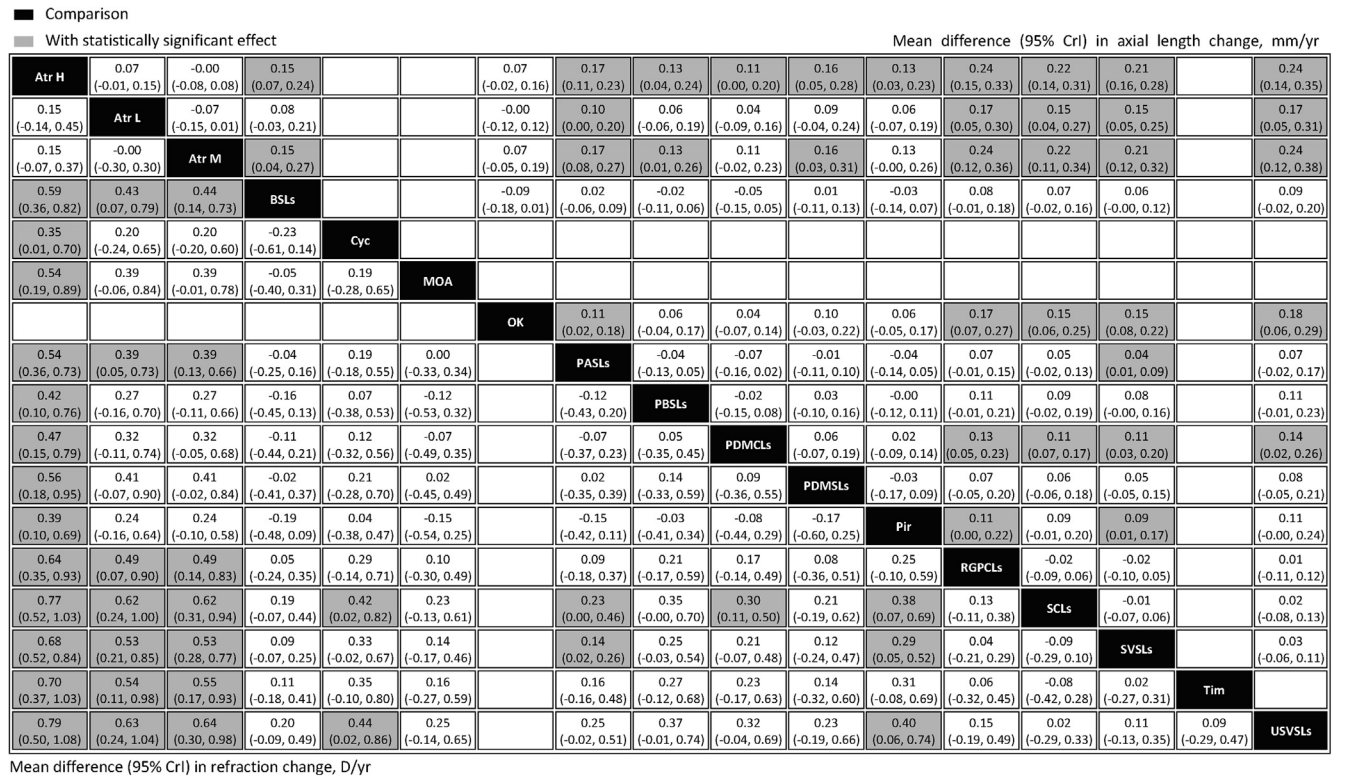 Comparison
With statistically significant effect
Mean difference (95% CrI) in axial length change, mm/yr
Atr H 0.07 -0.00 0.15 0.07 0.17 0.13 0.11 0.16 0.13 0.24 0.22 0.21 0.24
(-0.01, 0.15) (-0.08, 0.08) (0.07, 0.24) (-0.02, 0.16) (0.11, 0.23) (0.04, 0.24) (0.00, 0.20) (0.05, 0.28) (0.03, 0.23) (0.15, 0.33) (0.14, 0.31) (0.16, 0.28) (0.14, 0.35)
0.15 Atr L -0.07 0.08 -0.00 0.10 0.06 0.04 0.09 0.06 0.17 0.15 0.15 0.17
(-0.14, 0.45) (-0.15, 0.01) (-0.03, 0.21) (-0.12, 0.12) (0.00, 0.20) (-0.06, 0.19) (-0.09, 0.16) (-0.04, 0.24) (-0.07, 0.19) (0.05, 0.30) (0.04, 0.27) (0.05, 0.25) (0.05, 0.31)
0.15 -0.00 Atr M 0.15 0.07 0.17 0.13 0.11 0.16 0.13 0.24 0.22 0.21 0.24
(-0.07, 0.37) (-0.30, 0.30) (0.04, 0.27) (-0.05, 0.19) (0.08, 0.27) (0.01, 0.26) (-0.02, 0.23) (0.03, 0.31) (-0.00, 0.26) (0.12, 0.36) (0.11, 0.34) (0.12, 0.32) (0.12, 0.38)
0.59 0.43 0.44 BSLs -0.09 0.02 -0.02 -0.05 0.01 -0.03 0.08 0.07 0.06 0.09
(0.36, 0.82) (0.07, 0.79) (0.14, 0.73) (-0.18, 0.01) (-0.06, 0.09) (-0.11, 0.06) (-0.15, 0.05) (-0.11, 0.13) (-0.14, 0.07) (-0.01, 0.18) (-0.02, 0.16) (-0.00, 0.12) (-0.02, 0.20)
0.35 0.20 0.20 -0.23 Cyc
(0.01, 0.70) (-0.24, 0.65) (-0.20, 0.60) (-0.61, 0.14)
0.54 0.39 0.39 -0.05 0.19 MOA
(0.19, 0.89) (-0.06, 0.84) (-0.01, 0.78) (-0.40, 0.31) (-0.28, 0.65)
OK 0.11 0.06 0.04 0.10 0.06 0.17 0.15 0.15 0.18
(0.02, 0.18) (-0.04, 0.17) (-0.07, 0.14) (-0.03, 0.22) (-0.05, 0.17) (0.07, 0.27) (0.06, 0.25) (0.08, 0.22) (0.06, 0.29)
0.54 0.39 0.39 -0.04 0.19 0.00 PASLs -0.04 -0.07 -0.01 -0.04 0.07 0.05 0.04 0.07
(0.36, 0.73) (0.05, 0.73) (0.13, 0.66) (-0.25, 0.16) (-0.18, 0.55) (-0.33, 0.34) (-0.13, 0.05) (-0.16, 0.02) (-0.11, 0.10) (-0.14, 0.05) (-0.01, 0.15) (-0.02, 0.13) (0.01, 0.09) (-0.02, 0.17)
0.42 0.27 0.27 -0.16 0.07 -0.12 -0.12 PBSLs -0.02 0.03 -0.00 0.11 0.09 0.08 0.11
(0.10, 0.76) (-0.16, 0.70) (-0.11, 0.66) (-0.45, 0.13) (-0.38, 0.53) (-0.53, 0.32) (-0.43, 0.20) (-0.15, 0.08) (-0.10, 0.16) (-0.12, 0.11) (-0.01, 0.21) (-0.02, 0.19) (-0.00, 0.16) (-0.01, 0.23)
0.47 0.32 0.32 -0.11 0.12 -0.07 -0.07 0.05 PDMCLs 0.06 0.02 0.13 0.11 0.11 0.14
(0.15, 0.79) (-0.11, 0.74) (-0.05, 0.68) (-0.44, 0.21) (-0.32, 0.56) (-0.49, 0.35) (-0.37, 0.23) (-0.35, 0.45) (-0.07, 0.19) (-0.09, 0.14) (0.05, 0.23) (0.07, 0.17) (0.03, 0.20) (0.02, 0.26)
0.56 0.41 0.41 -0.02 0.21 0.02 0.02 0.14 0.09 PDMSLs -0.03 0.07 0.06 0.05 0.08
(0.18, 0.95) (-0.07, 0.90) (-0.02, 0.84) (-0.41, 0.37) (-0.28, 0.70) (-0.45, 0.49) (-0.35, 0.39) (-0.33, 0.59) (-0.36, 0.55) (-0.17, 0.09) (-0.05, 0.20) (-0.06, 0.18) (-0.05, 0.15) (-0.05, 0.21)
0.39 0.24 0.24 -0.19 0.04 -0.15 -0.15 -0.03 -0.08 -0.17 Pir 0.11 0.09 0.09 0.11
(0.10, 0.69) (-0.16, 0.64) (-0.10, 0.58) (-0.48, 0.09) (-0.38, 0.47) (-0.54, 0.25) (-0.42, 0.11) (-0.41, 0.34) (-0.44, 0.29) (-0.60, 0.25) (0.00, 0.22) (-0.01, 0.20) (0.01, 0.17) (-0.00, 0.24)
0.64 0.49 0.49 0.05 0.29 0.10 0.09 0.21 0.17 0.08 0.25 RGPCLs -0.02 -0.02 0.01
(0.35, 0.93) (0.07, 0.90) (0.14, 0.83) (-0.24, 0.35) (-0.14, 0.71) (-0.30, 0.49) (-0.18, 0.37) (-0.17, 0.59) (-0.14, 0.49) (-0.36, 0.51) (-0.10, 0.59) (-0.09, 0.06) (-0.10, 0.05) (-0.11, 0.12)
0.77 0.62 0.62 0.19 0.42 0.23 0.23 0.35 0.30 0.21 0.38 0.13 SCLs -0.01 0.02
(0.52, 1.03) (0.24, 1.00) (0.31, 0.94) (-0.07, 0.44) (0.02, 0.82) (-0.13, 0.61) (0.00, 0.46) (-0.00, 0.70) (0.11, 0.50) (-0.19, 0.62) (0.07, 0.69) (-0.11, 0.38) (-0.07, 0.06) (-0.08, 0.13)
0.68 0.53 0.53 0.09 0.33 0.14 0.14 0.25 0.21 0.12 0.29 0.04 -0.09 SVSLs 0.03
(0.52, 0.84) (0.21, 0.85) (0.28, 0.77) (-0.07, 0.25) (-0.02, 0.67) (-0.17, 0.46) (0.02, 0.26) (-0.03, 0.54) (-0.07, 0.48) (-0.24, 0.47) (0.05, 0.52) (-0.21, 0.29) (-0.29, 0.10) (-0.06, 0.11)
0.70 0.54 0.55 0.11 0.35 0.16 0.16 0.27 0.23 0.14 0.31 0.06 -0.08 0.02 Tim
(0.37, 1.03) (0.11, 0.98) (0.17, 0.93) (-0.18, 0.41) (-0.10, 0.80) (-0.27, 0.59) (-0.16, 0.48) (-0.12, 0.68) (-0.17, 0.63) (-0.32, 0.60) (-0.08, 0.69) (-0.32, 0.45) (-0.42, 0.28) (-0.27, 0.31)
0.79 0.63 0.64 0.20 0.44 0.25 0.25 0.37 0.32 0.23 0.40 0.15 0.02 0.11 0.09 USVSLs
(0.50, 1.08) (0.24, 1.04) (0.30, 0.98) (-0.09, 0.49) (0.02, 0.86) (-0.14, 0.65) (-0.02, 0.51) (-0.01, 0.74) (-0.04, 0.69) (-0.19, 0.66) (0.06, 0.74) (-0.19, 0.49) (-0.29, 0.33) (-0.13, 0.35) (-0.29, 0.47)
Mean difference (95% CrI) in refraction change, D/yr